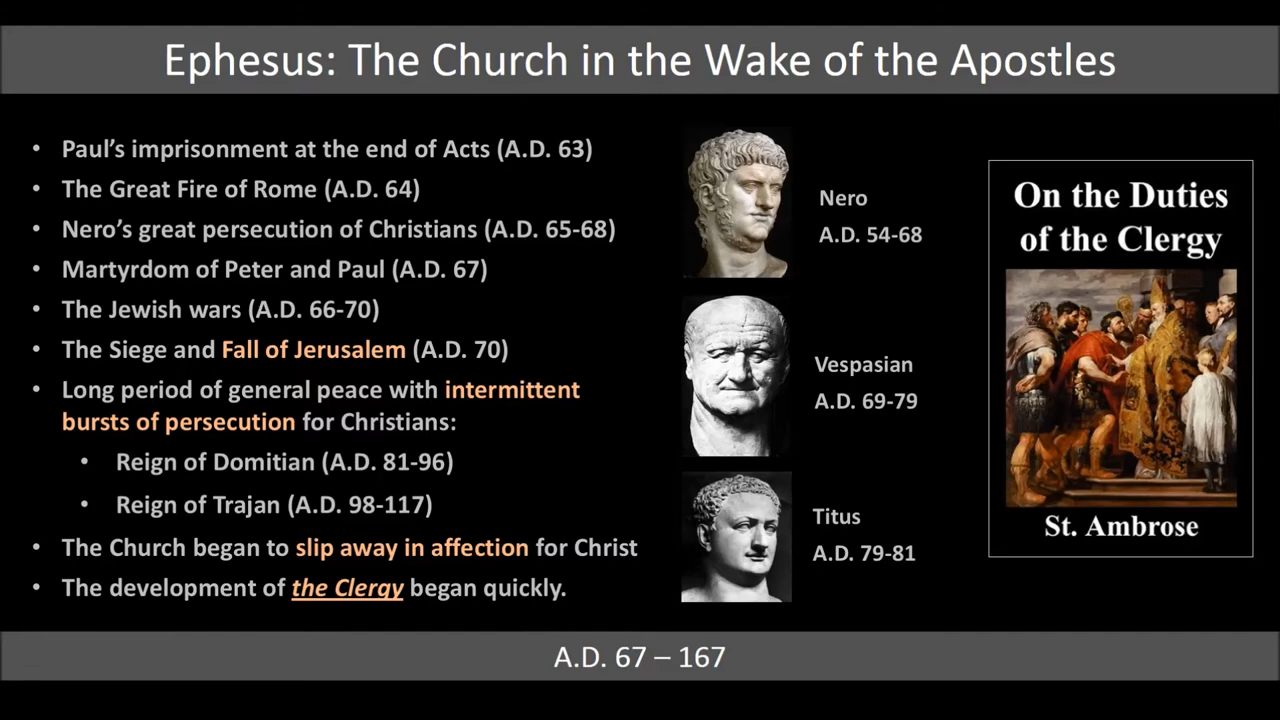 Ephesus: The Church in the Wake of the Apostles
• Paul’s imprisonment at the end of Acts (A.D. 63)
• The Great Fire of Rome (A.D. 64)
• Nero’s great persecution of Christians (A.D. 65-68)
• Martyrdom of Peter and Paul (A.D. 67)
• The Jewish wars (A.D. 66-70)
• The Siege and Fall of Jerusalem (A.D. 70)
• Long period of general peace with intermittent
bursts of persecution for Christians:
• Reign of Domitian (A.D. 81-96)
• Reign of Trajan (A.D. 98-117)
• The Church began to slip away in affection for Christ
• The development of the Clergy began quickly.
Nero
A.D. 54-68
Vespasian
A.D. 69-79
Titus
A.D. 79-81
On the Duties
of the Clergy
St. Ambrose
A.D. 67 – 167